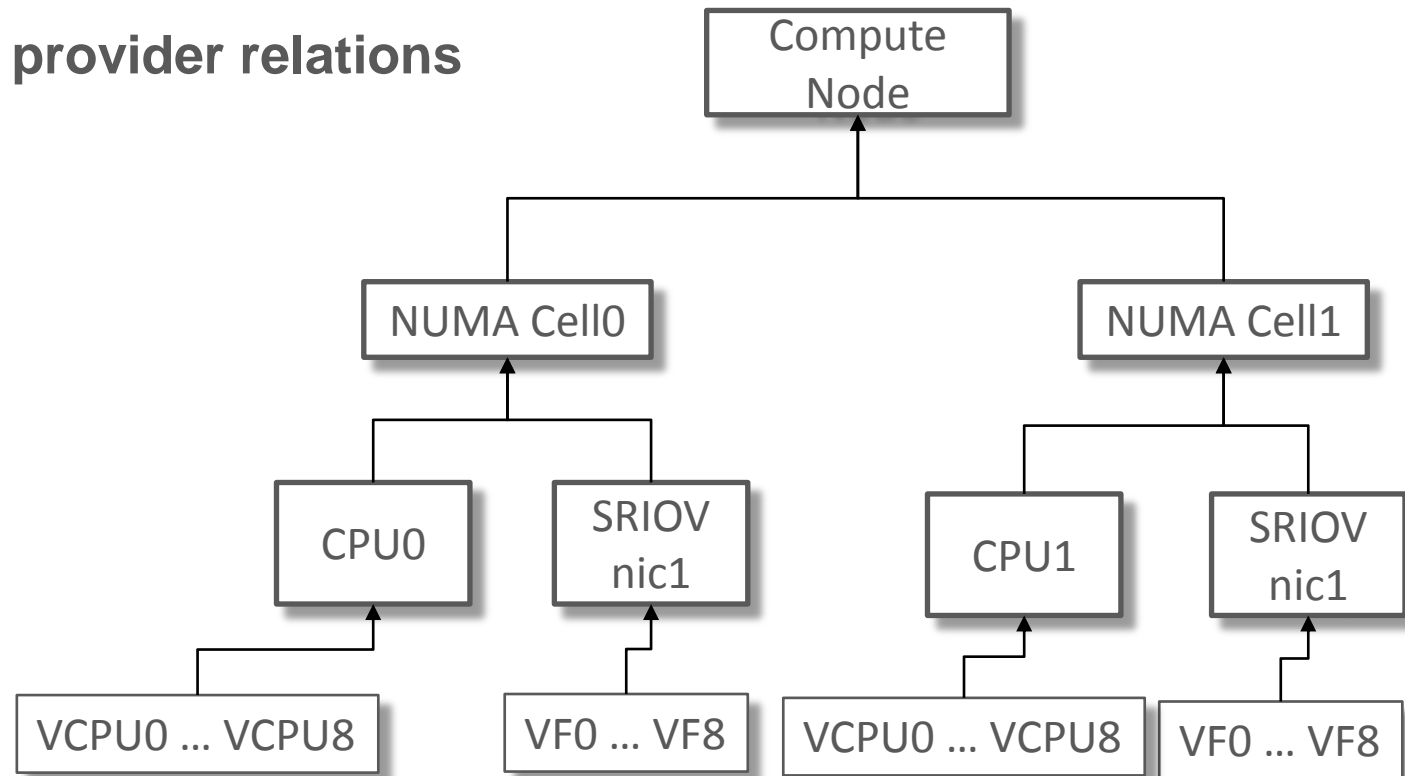 provider relations
Compute
Node
NUMA Cell0
NUMA Cell1
CPU0
SRIOV
nic1
CPU1
SRIOV
nic1
VCPU0 ... VCPU8
VF0 ... VF8
VCPU0 ... VCPU8
VF0 ... VF8